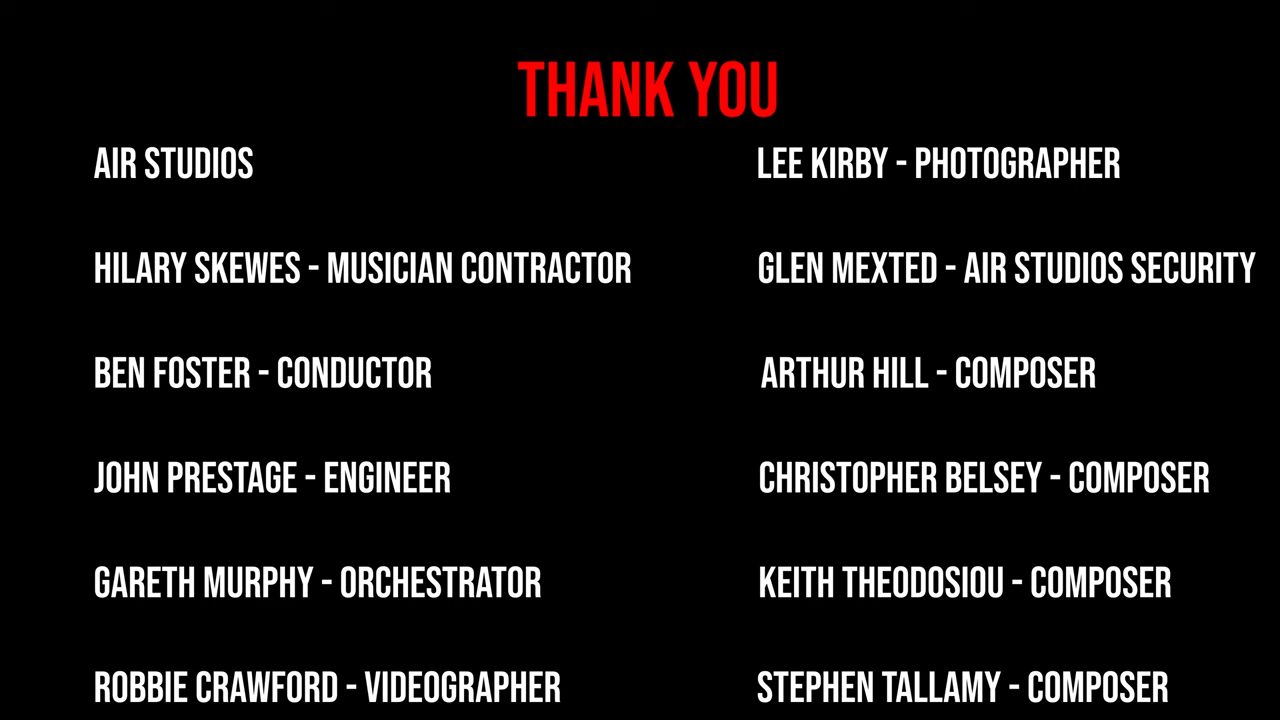 THANK YOU
AIR STUDIOS
HILARY SKEWES - MUSICIAN CONTRACTOR
BEN FOSTER - CONDUCTOR
JOHN PRESTAGE - ENGINEER
GARETH MURPHY - ORCHESTRATOR
ROBBIE CRAWFORD - VIDEOGRAPHER
LEE KIRBY - PHOTOGRAPHER
GLEN MEXTED - AIR STUDIOS SECURITY
ARTHUR HILL - COMPOSER
CHRISTOPHER BELSEY - COMPOSER
KEITH THEODOSIOU - COMPOSER
STEPHEN TALLAMY - COMPOSER